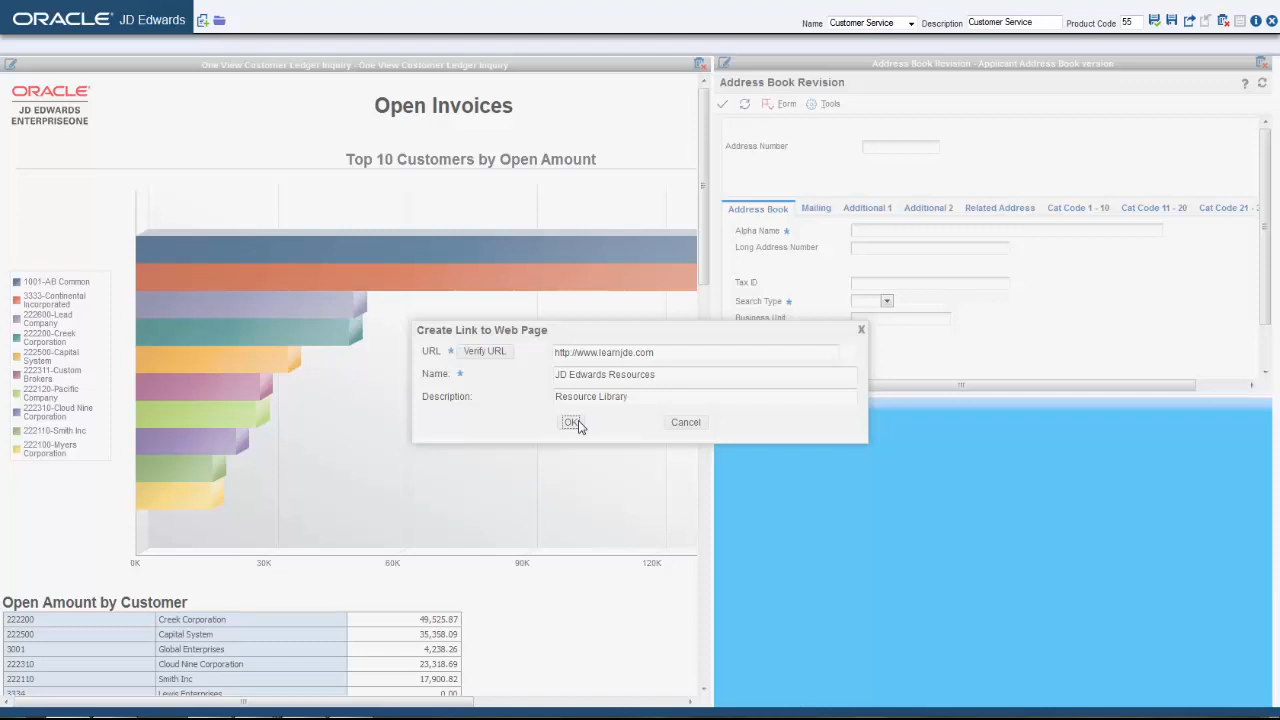 ORACLE JD Edwards
Name Customer Service Description Customer Service Product Code 55
One View Customer Ledger Inquiry - One View Customer Ledger Inquiry
ORACLE
JD EDWARDS
ENTERPRISEONE
Open Invoices
Top 10 Customers by Open Amount
1001-AB Common
3333-Continental
Incorporated
222600-Lead
Company
222200-Creek
Corporation
222500-Capital
System
222311-Custom
Brokers
222120-Pacific
Company
222310-Cloud Nine
Corporation
222110-Smith Inc
222100-Myers
Corporation
0K 30K 60K 90K 120K
Open Amount by Customer
222200 Creek Corporation 49,525.87
222500 Capital System 35,358.09
3001 Global Enterprises 4,238.26
222310 Cloud Nine Corporation 23,318.69
222110 Smith Inc 17,900.82
3334 Lewis Enterprises 0.00
Address Book Revision - Applicant Address Book version
Address Book Revision
?
Form Tools
Address Number
Address Book Mailing Additional 1 Additional 2 Related Address Cat Code 1 - 10 Cat Code 11 - 20 Cat Code 21 -
Alpha Name *
Long Address Number
Tax ID
Search Type *
Business Unit
Create Link to Web Page X
URL * Verify URL http://www.learnjde.com
Name: * JD Edwards Resources
Description: Resource Library
OK Cancel